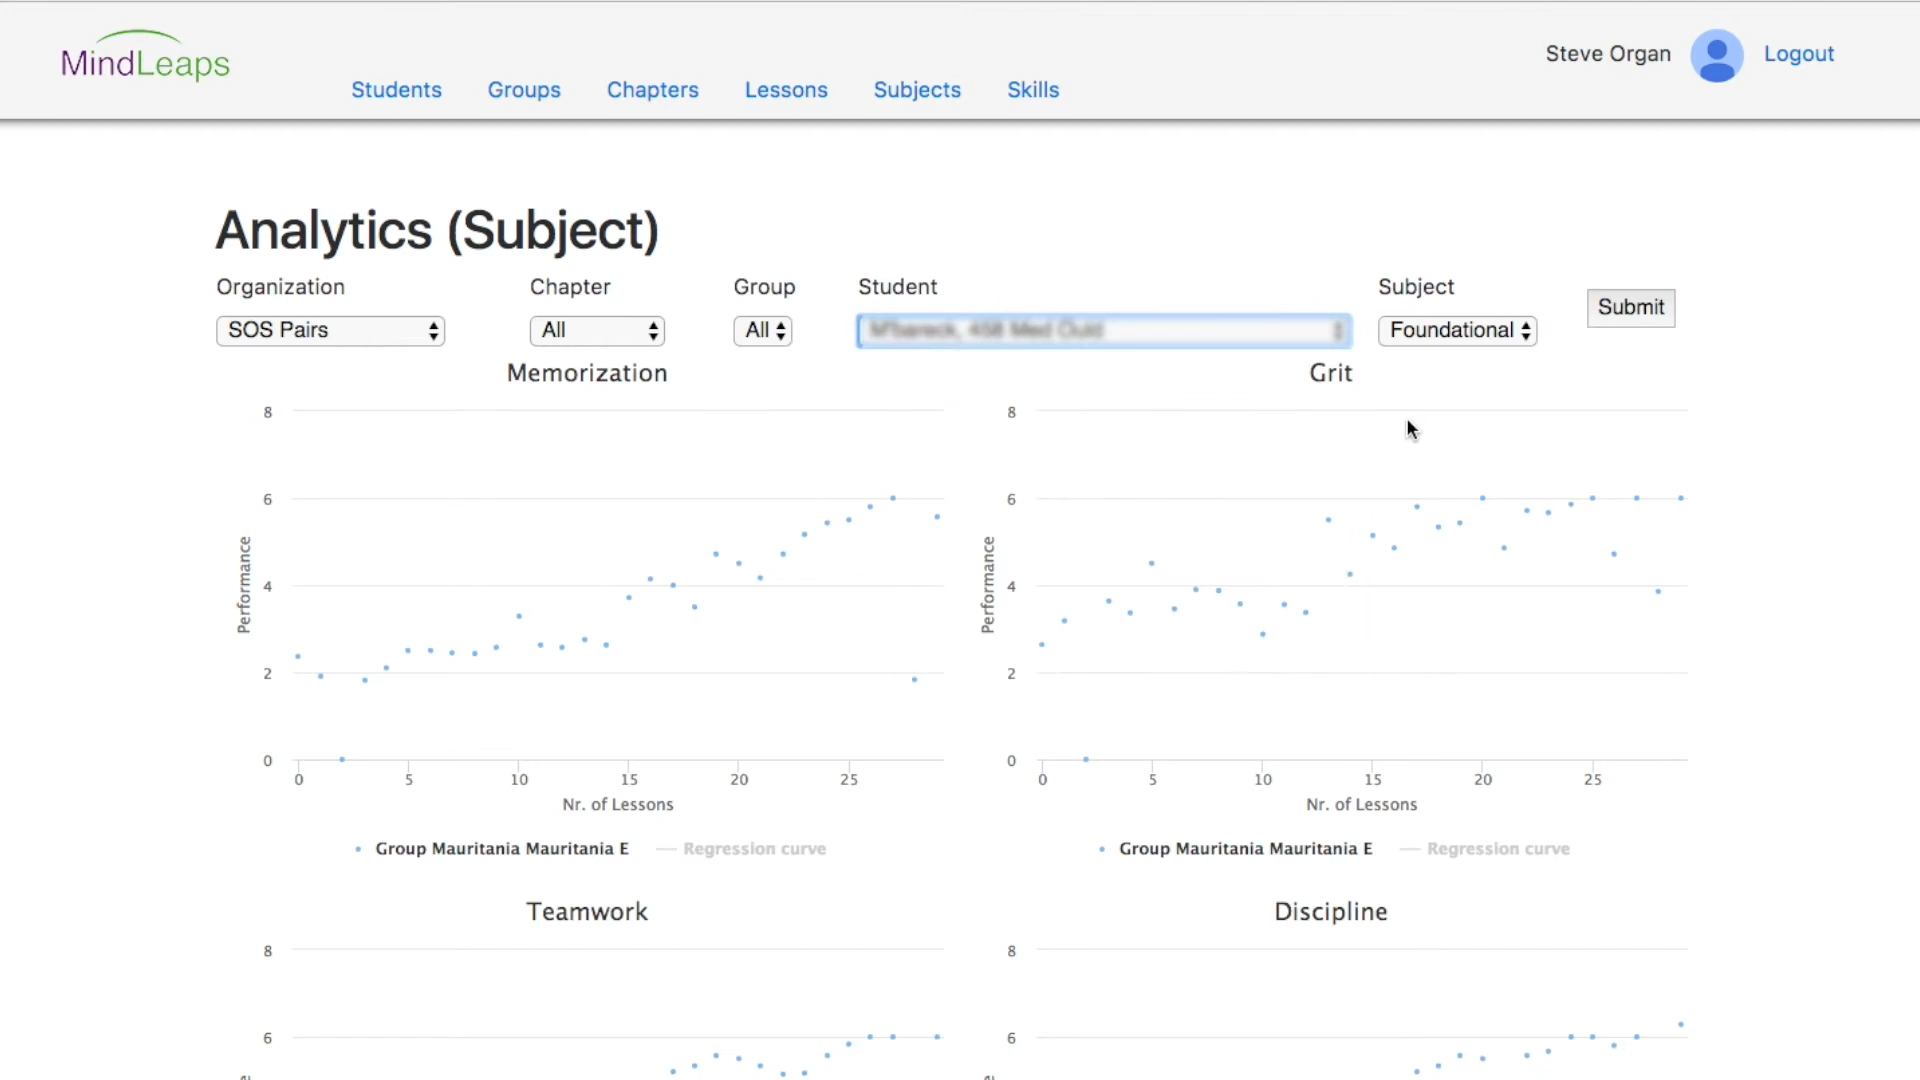 MindLeaps
Students Groups Chapters Lessons Subjects Skills
Steve Organ Logout
Analytics (Subject)
Organization Chapter Group Student Subject
SOS Pairs All All Foundational Submit
Memorization
8
6
4
2
0
Performance
0 5 10 15 20 25
Nr. of Lessons
Group Mauritania Mauritania E Regression curve
Grit
8
6
4
2
0
Performance
0 5 10 15 20 25
Nr. of Lessons
Group Mauritania Mauritania E Regression curve
Teamwork
8
6
Discipline
8
6